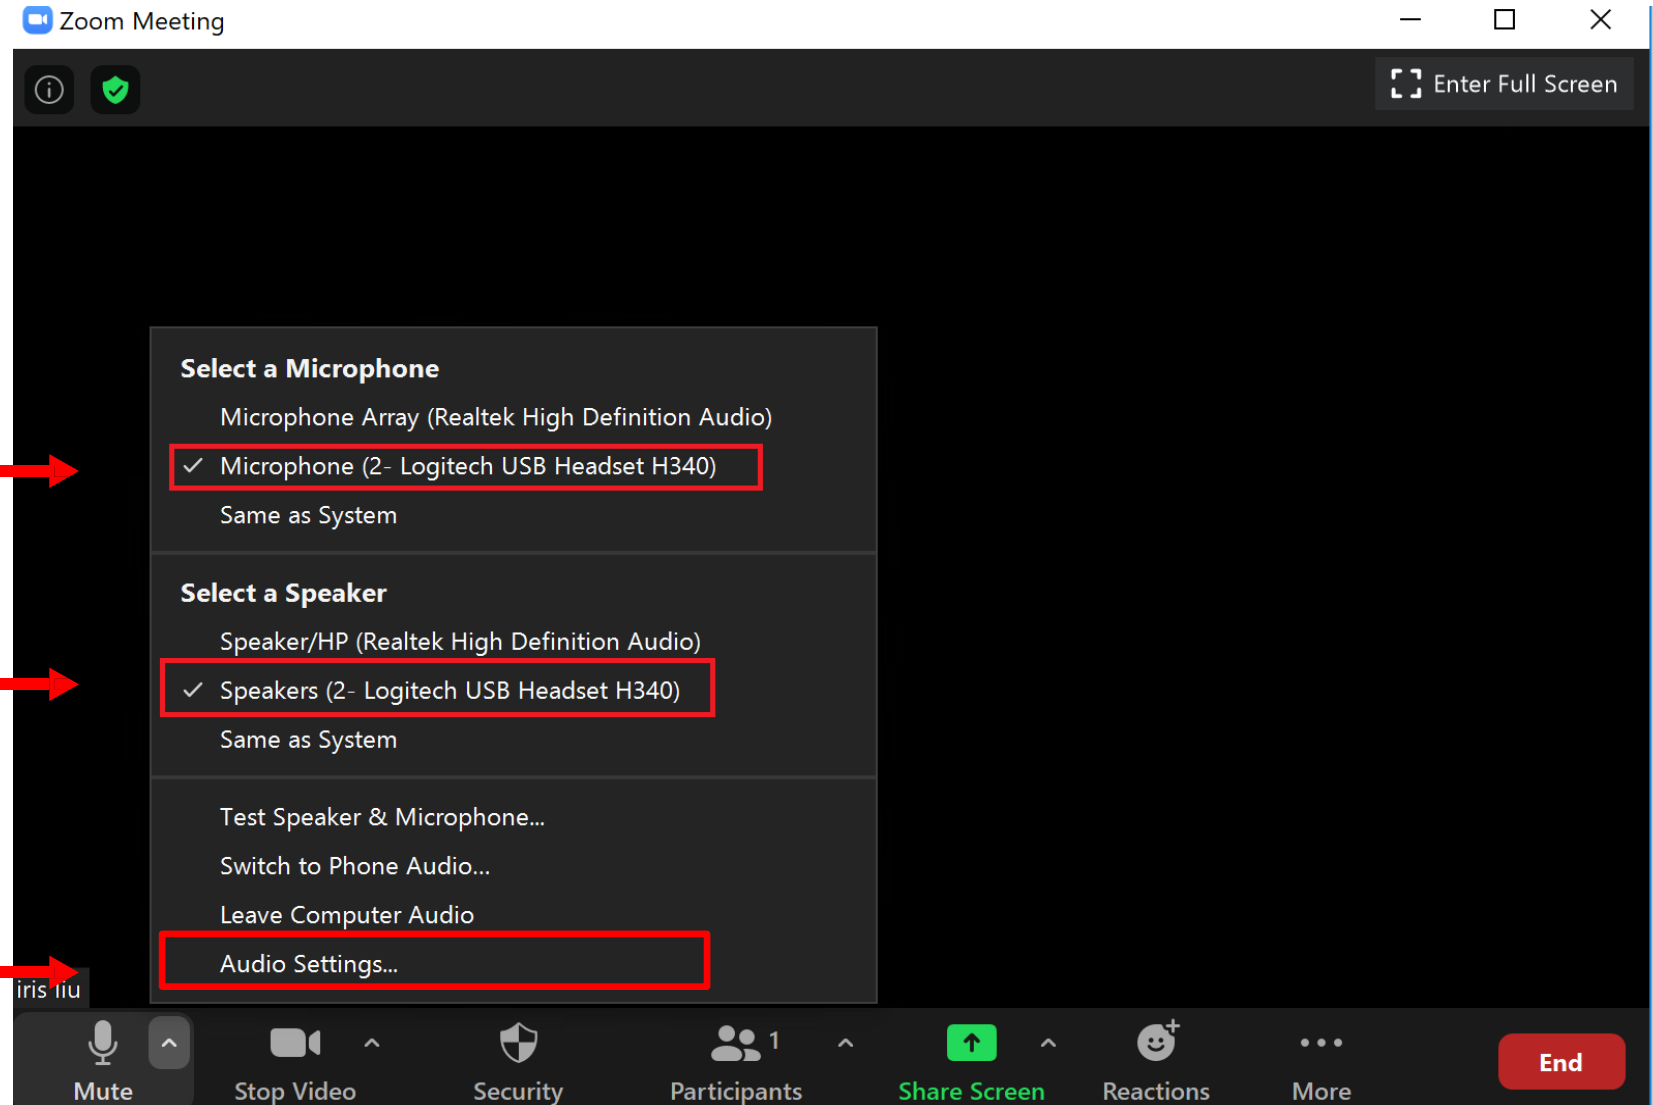 Zoom Meeting
Enter Full Screen
Select a Microphone
Microphone Array (Realtek High Definition Audio)
Microphone (2- Logitech USB Headset H340)
Same as System
Select a Speaker
Speaker/HP (Realtek High Definition Audio)
Speakers (2- Logitech USB Headset H340)
Same as System
Test Speaker & Microphone...
Switch to Phone Audio...
Leave Computer Audio
Audio Settings...
iris liu
1
Mute Stop Video Security Participants Share Screen Reactions More End